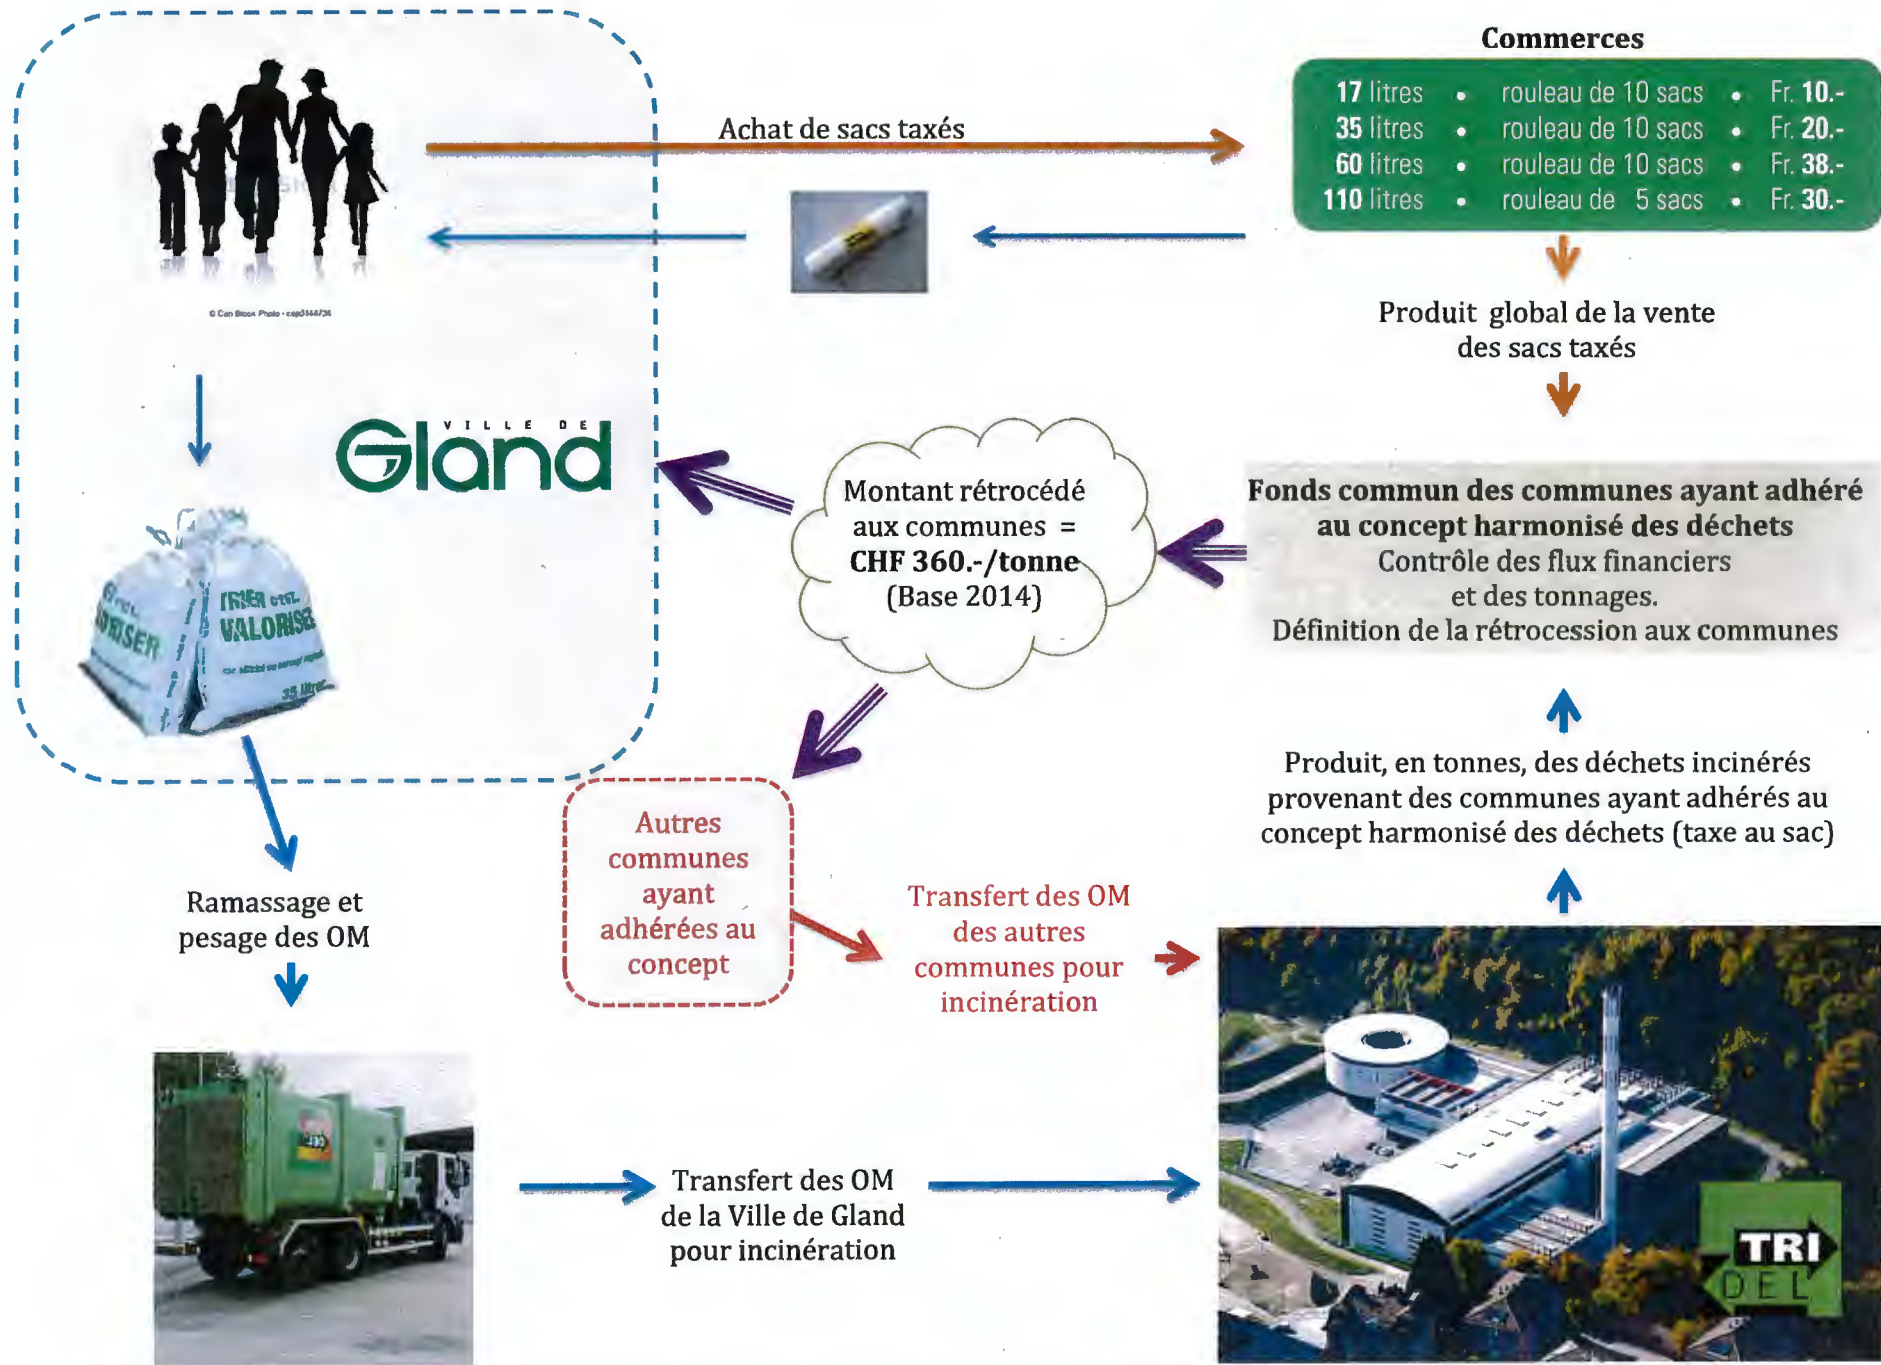 Commerces
17 litres • rouleau de 10 sacs • Fr. 10.-
35 litres • rouleau de 10 sacs • Fr. 20.-
60 litres • rouleau de 10 sacs • Fr. 38.-
110 litres • rouleau de 5 sacs • Fr. 30.-
Achat de sacs taxés
Produit global de la vente
des sacs taxés
VILLE DE
Gland
Montant rétrocédé
aux communes =
CHF 360.-/tonne
(Base 2014)
Fonds commun des communes ayant adhéré
au concept harmonisé des déchets
Contrôle des flux financiers
et des tonnages.
Définition de la rétrocession aux communes
TRIER C'EST
VALORISER
35 litres
Produit, en tonnes, des déchets incinérés
provenant des communes ayant adhérés au
concept harmonisé des déchets (taxe au sac)
Autres
communes
ayant
adhérées au
concept
Transfert des OM
des autres
communes pour
incinération
Ramassage et
pesage des OM
Transfert des OM
de la Ville de Gland
pour incinération
TRI
DEL